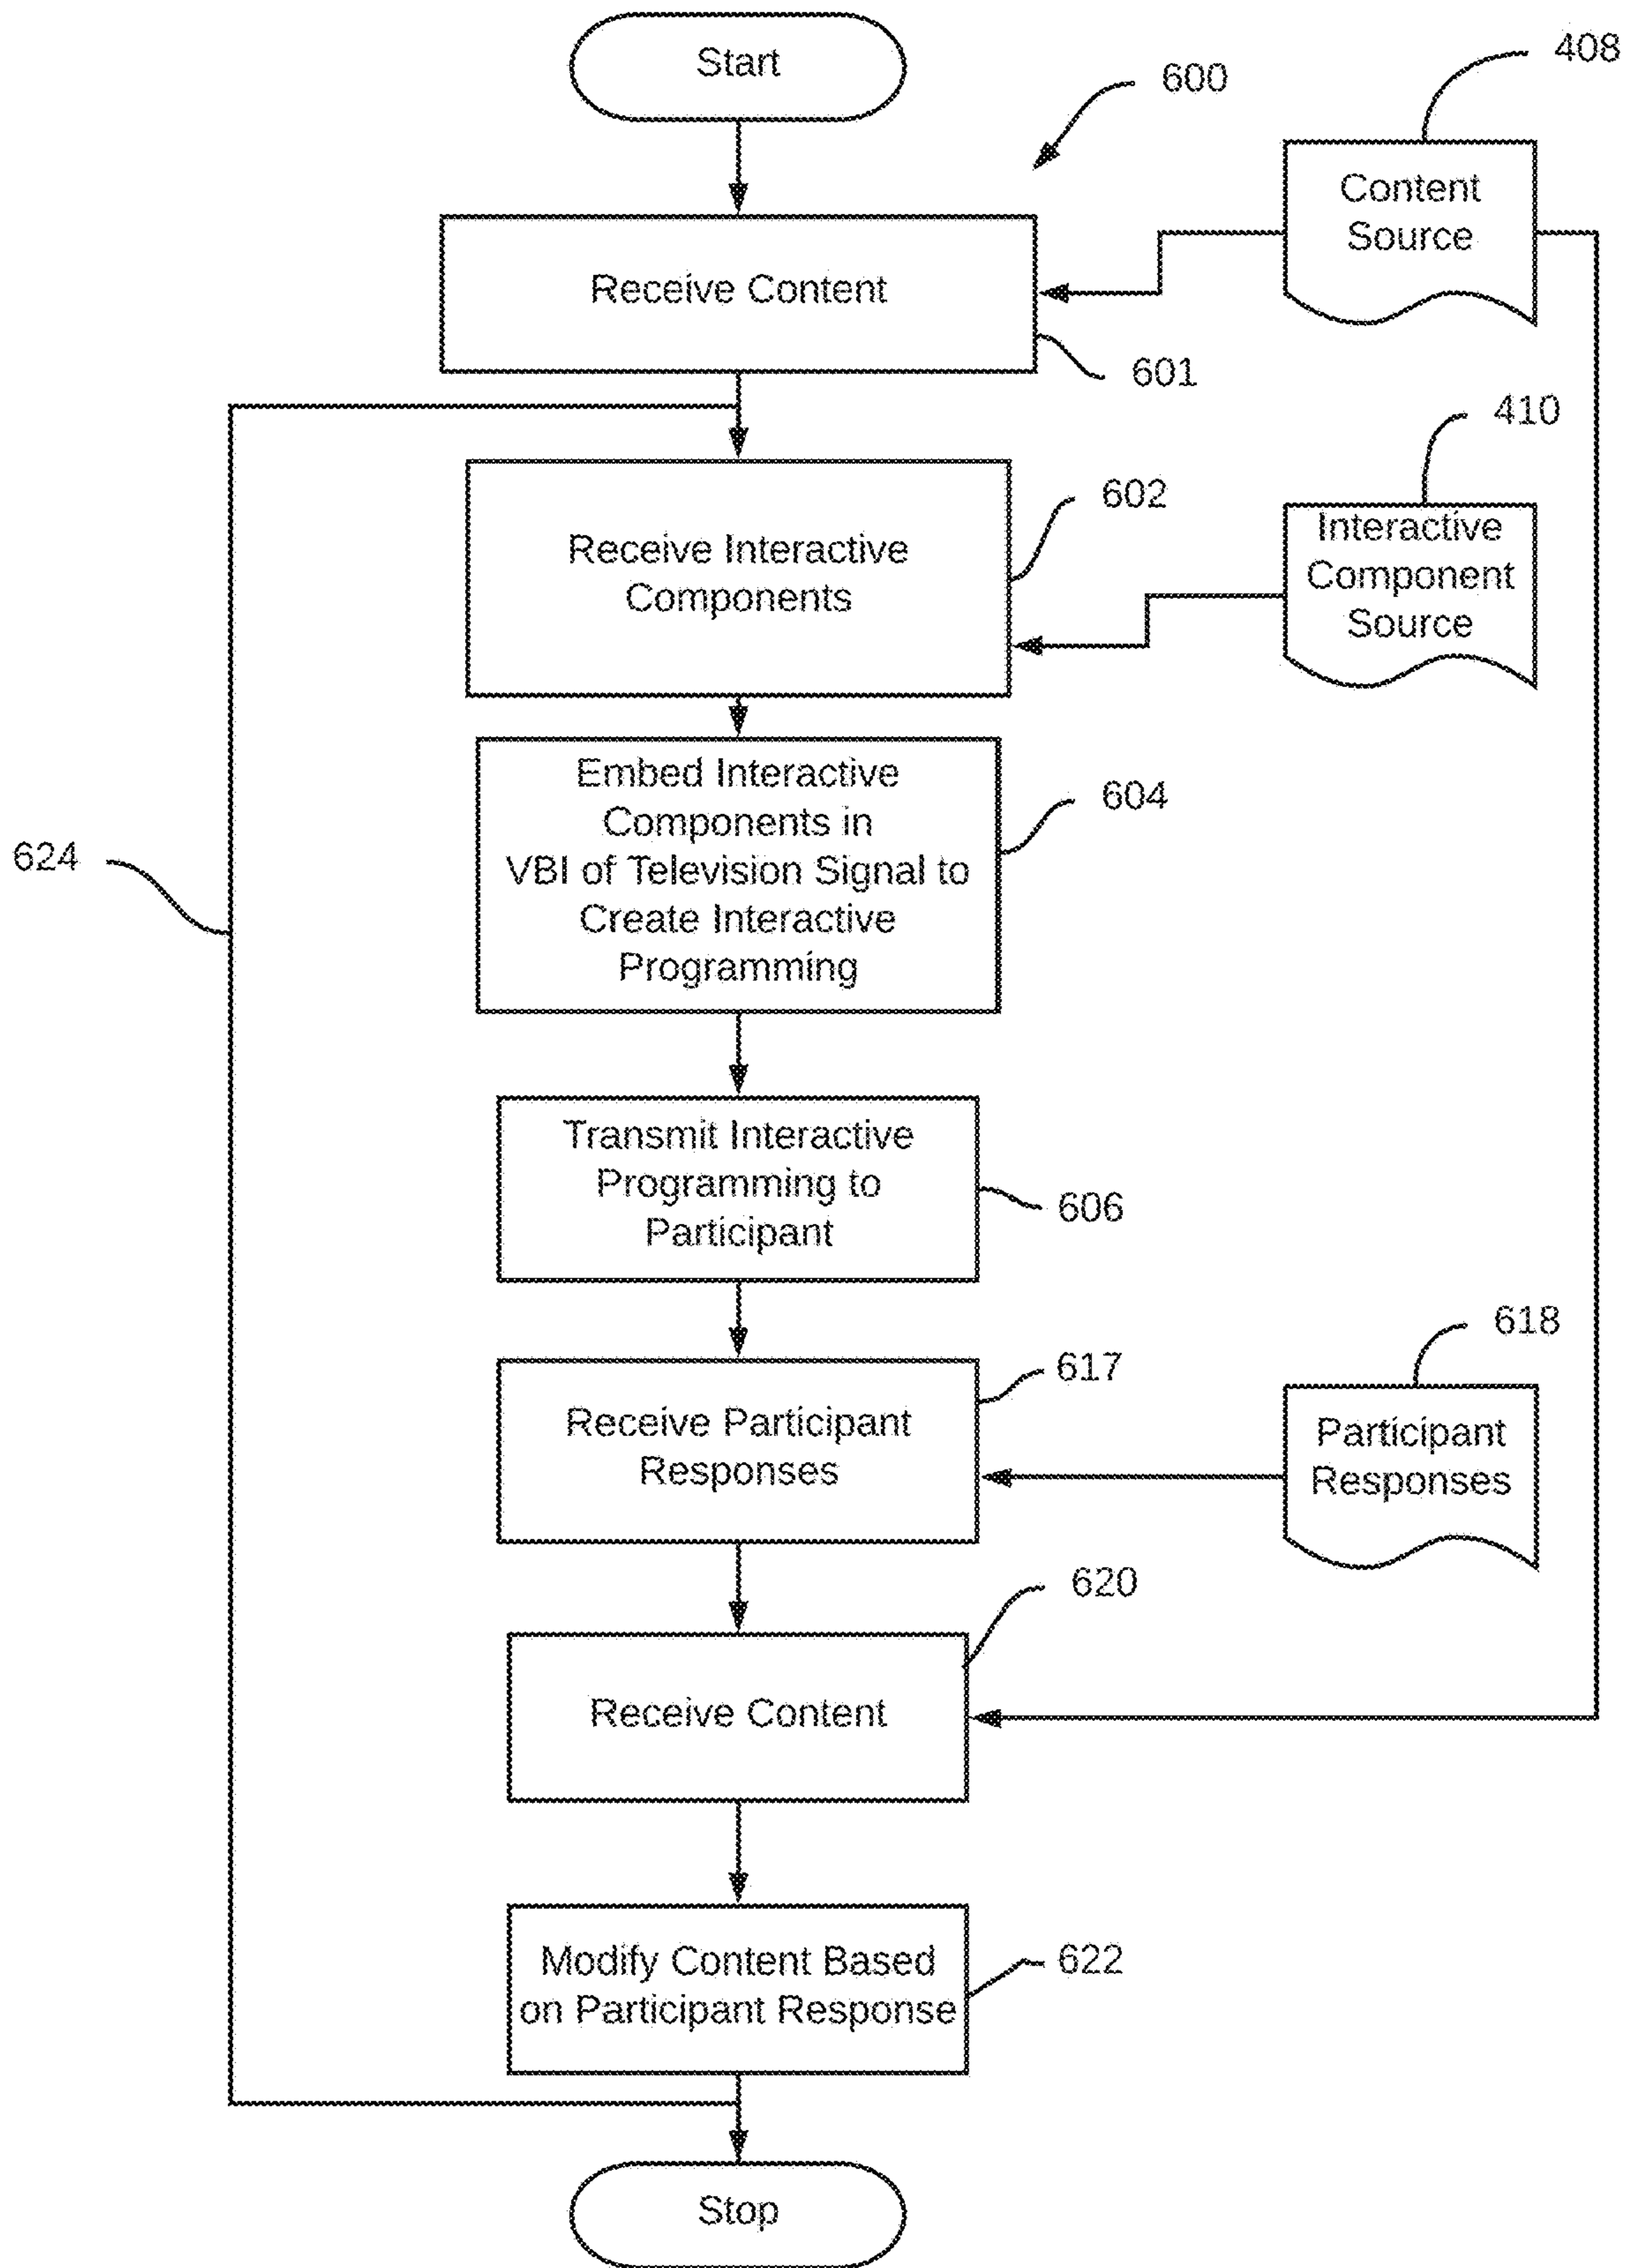 Start
600
408
Content
Source
Receive Content
601
410
602
Interactive
Component
Source
Receive Interactive
Components
Embed Interactive
Components in
VBI of Television Signal to
Create Interactive
Programming
604
624
Transmit Interactive
Programming to
Participant
606
618
617
Receive Participant
Responses
Participant
Responses
620
Receive Content
Modify Content Based
on Participant Response
622
Stop